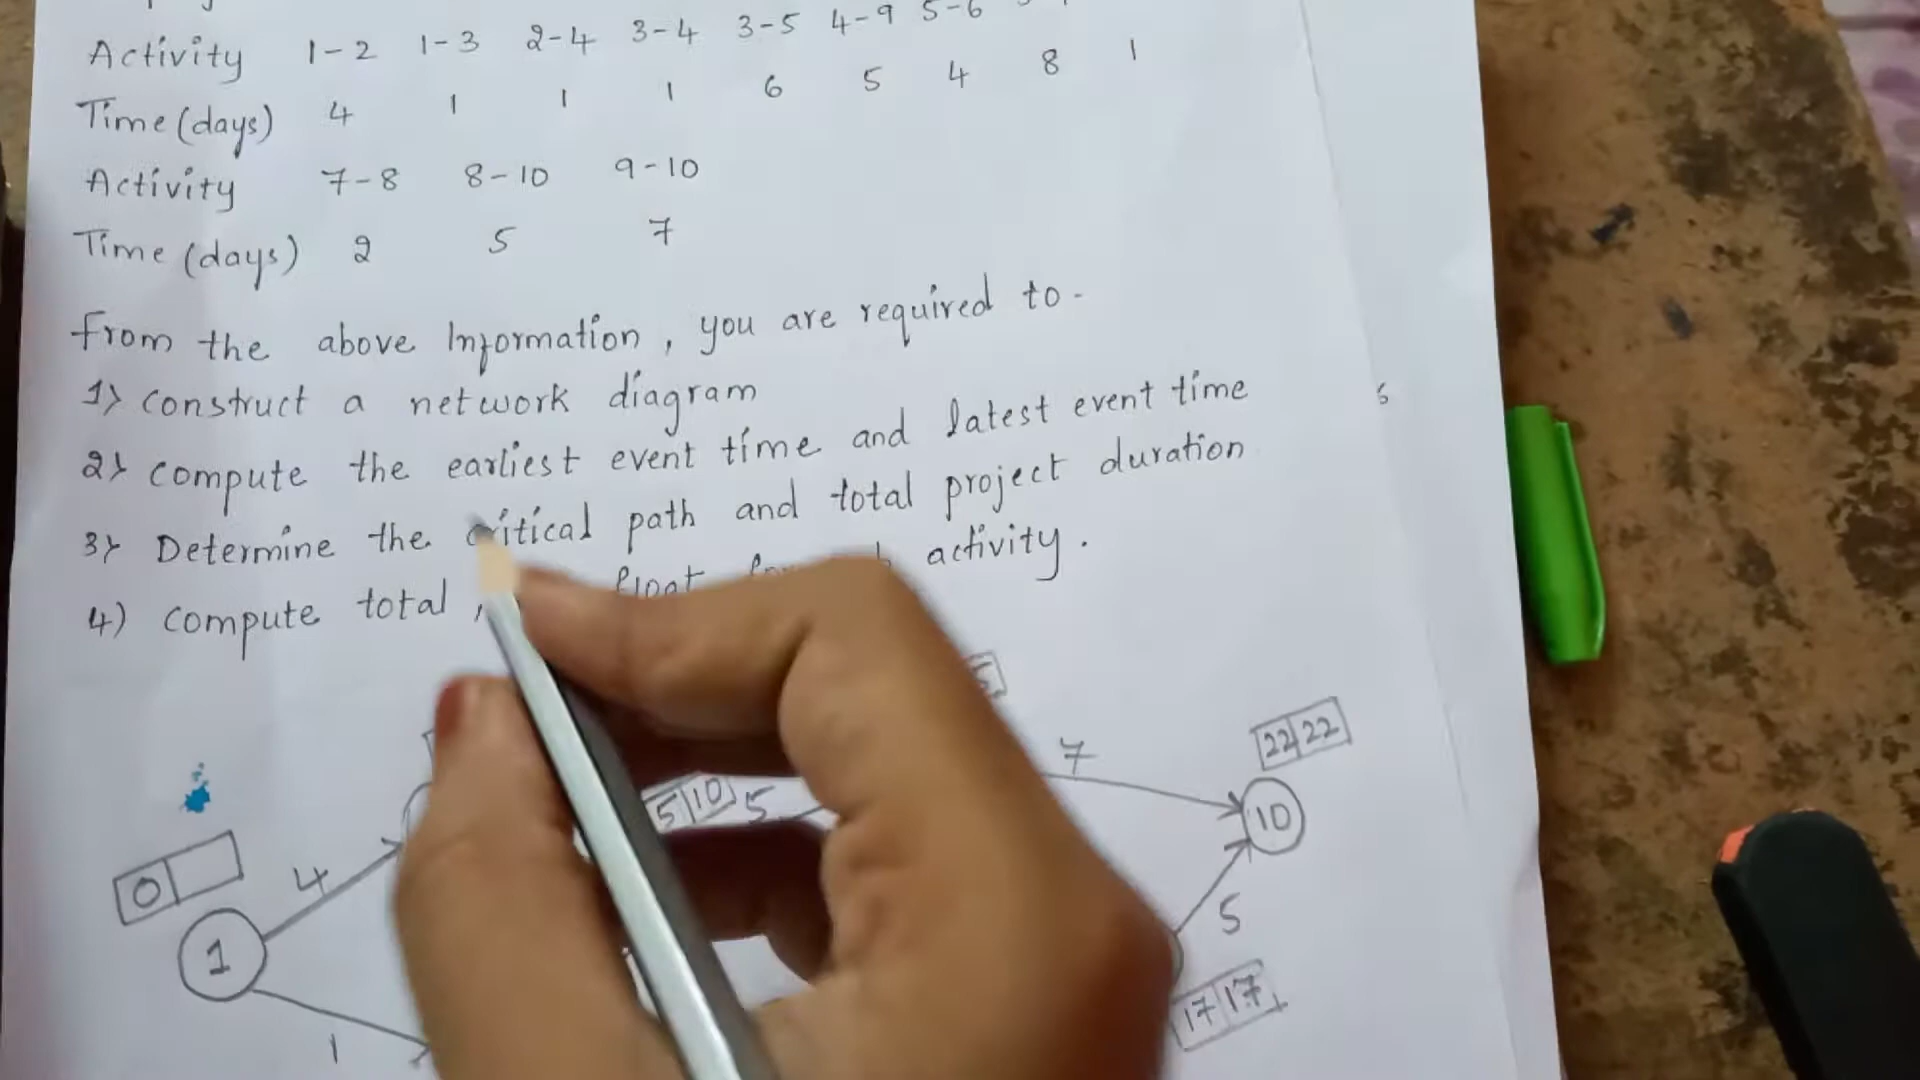 Activity 1-2 1-3 2-4 3-4 3-5 4-9 5-6
Time (days) 4 1 1 1 6 5 4 8 1
Activity 7-8 8-10 9-10
Time (days) 2 5 7
From the above Information, you are required to-
1) construct a network diagram
2) compute the earliest event time and latest event time
3) Determine the critical path and total project duration
4) compute total, float activity.
22 22
7
5 10 5
10
0
4
1
5
17 17
1